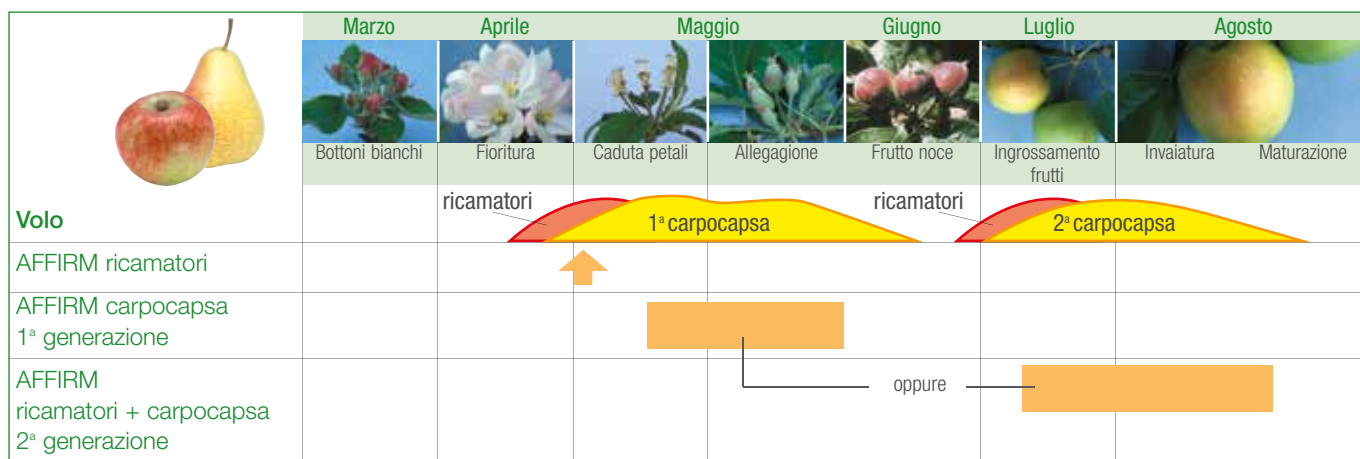 Marzo Aprile Maggio Giugno Luglio Agosto
Bottoni bianchi Fioritura Caduta petali Allegagione Frutto noce Ingrossamento frutti Invaiatura Maturazione
Volo
ricamatori
1ª carpocapsa
ricamatori
2ª carpocapsa
AFFIRM ricamatori
AFFIRM carpocapsa
1ª generazione
AFFIRM
ricamatori + carpocapsa
2ª generazione
oppure